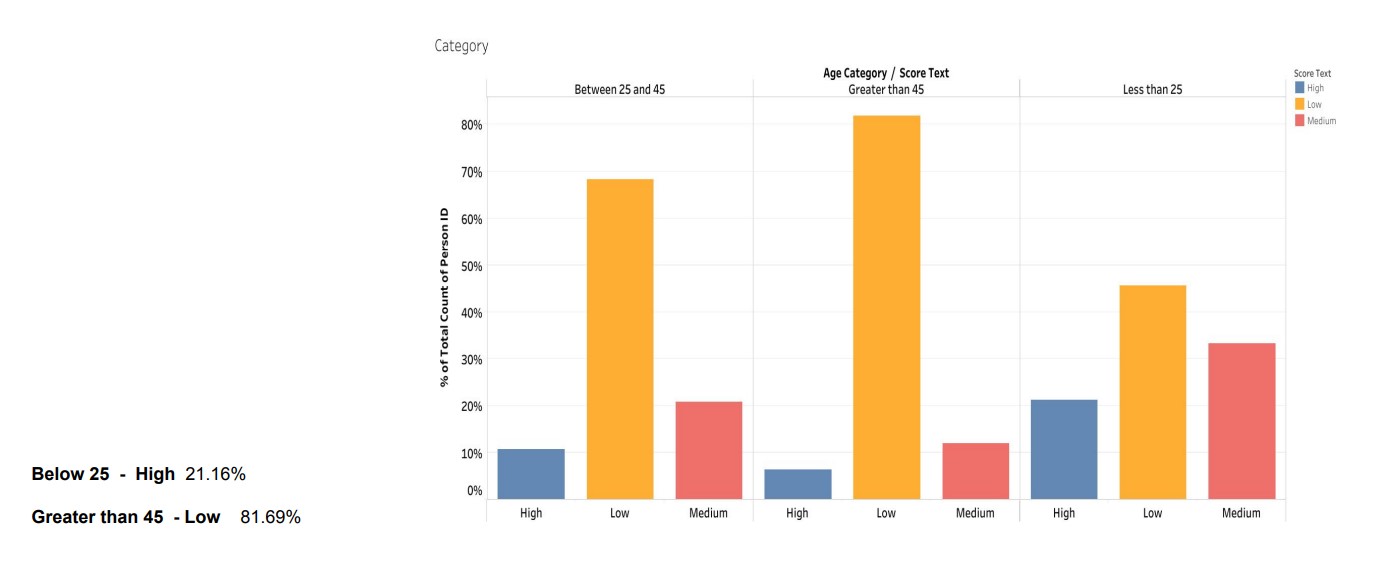 Category
Age Category / Score Text
Between 25 and 45
Greater than 45
Less than 25
Score Text
High
Low
Medium
% of Total Count of Person ID
80%
70%
60%
50%
40%
30%
20%
10%
0%
High Low Medium High Low Medium High Low Medium
Below 25 - High 21.16%
Greater than 45 - Low 81.69%